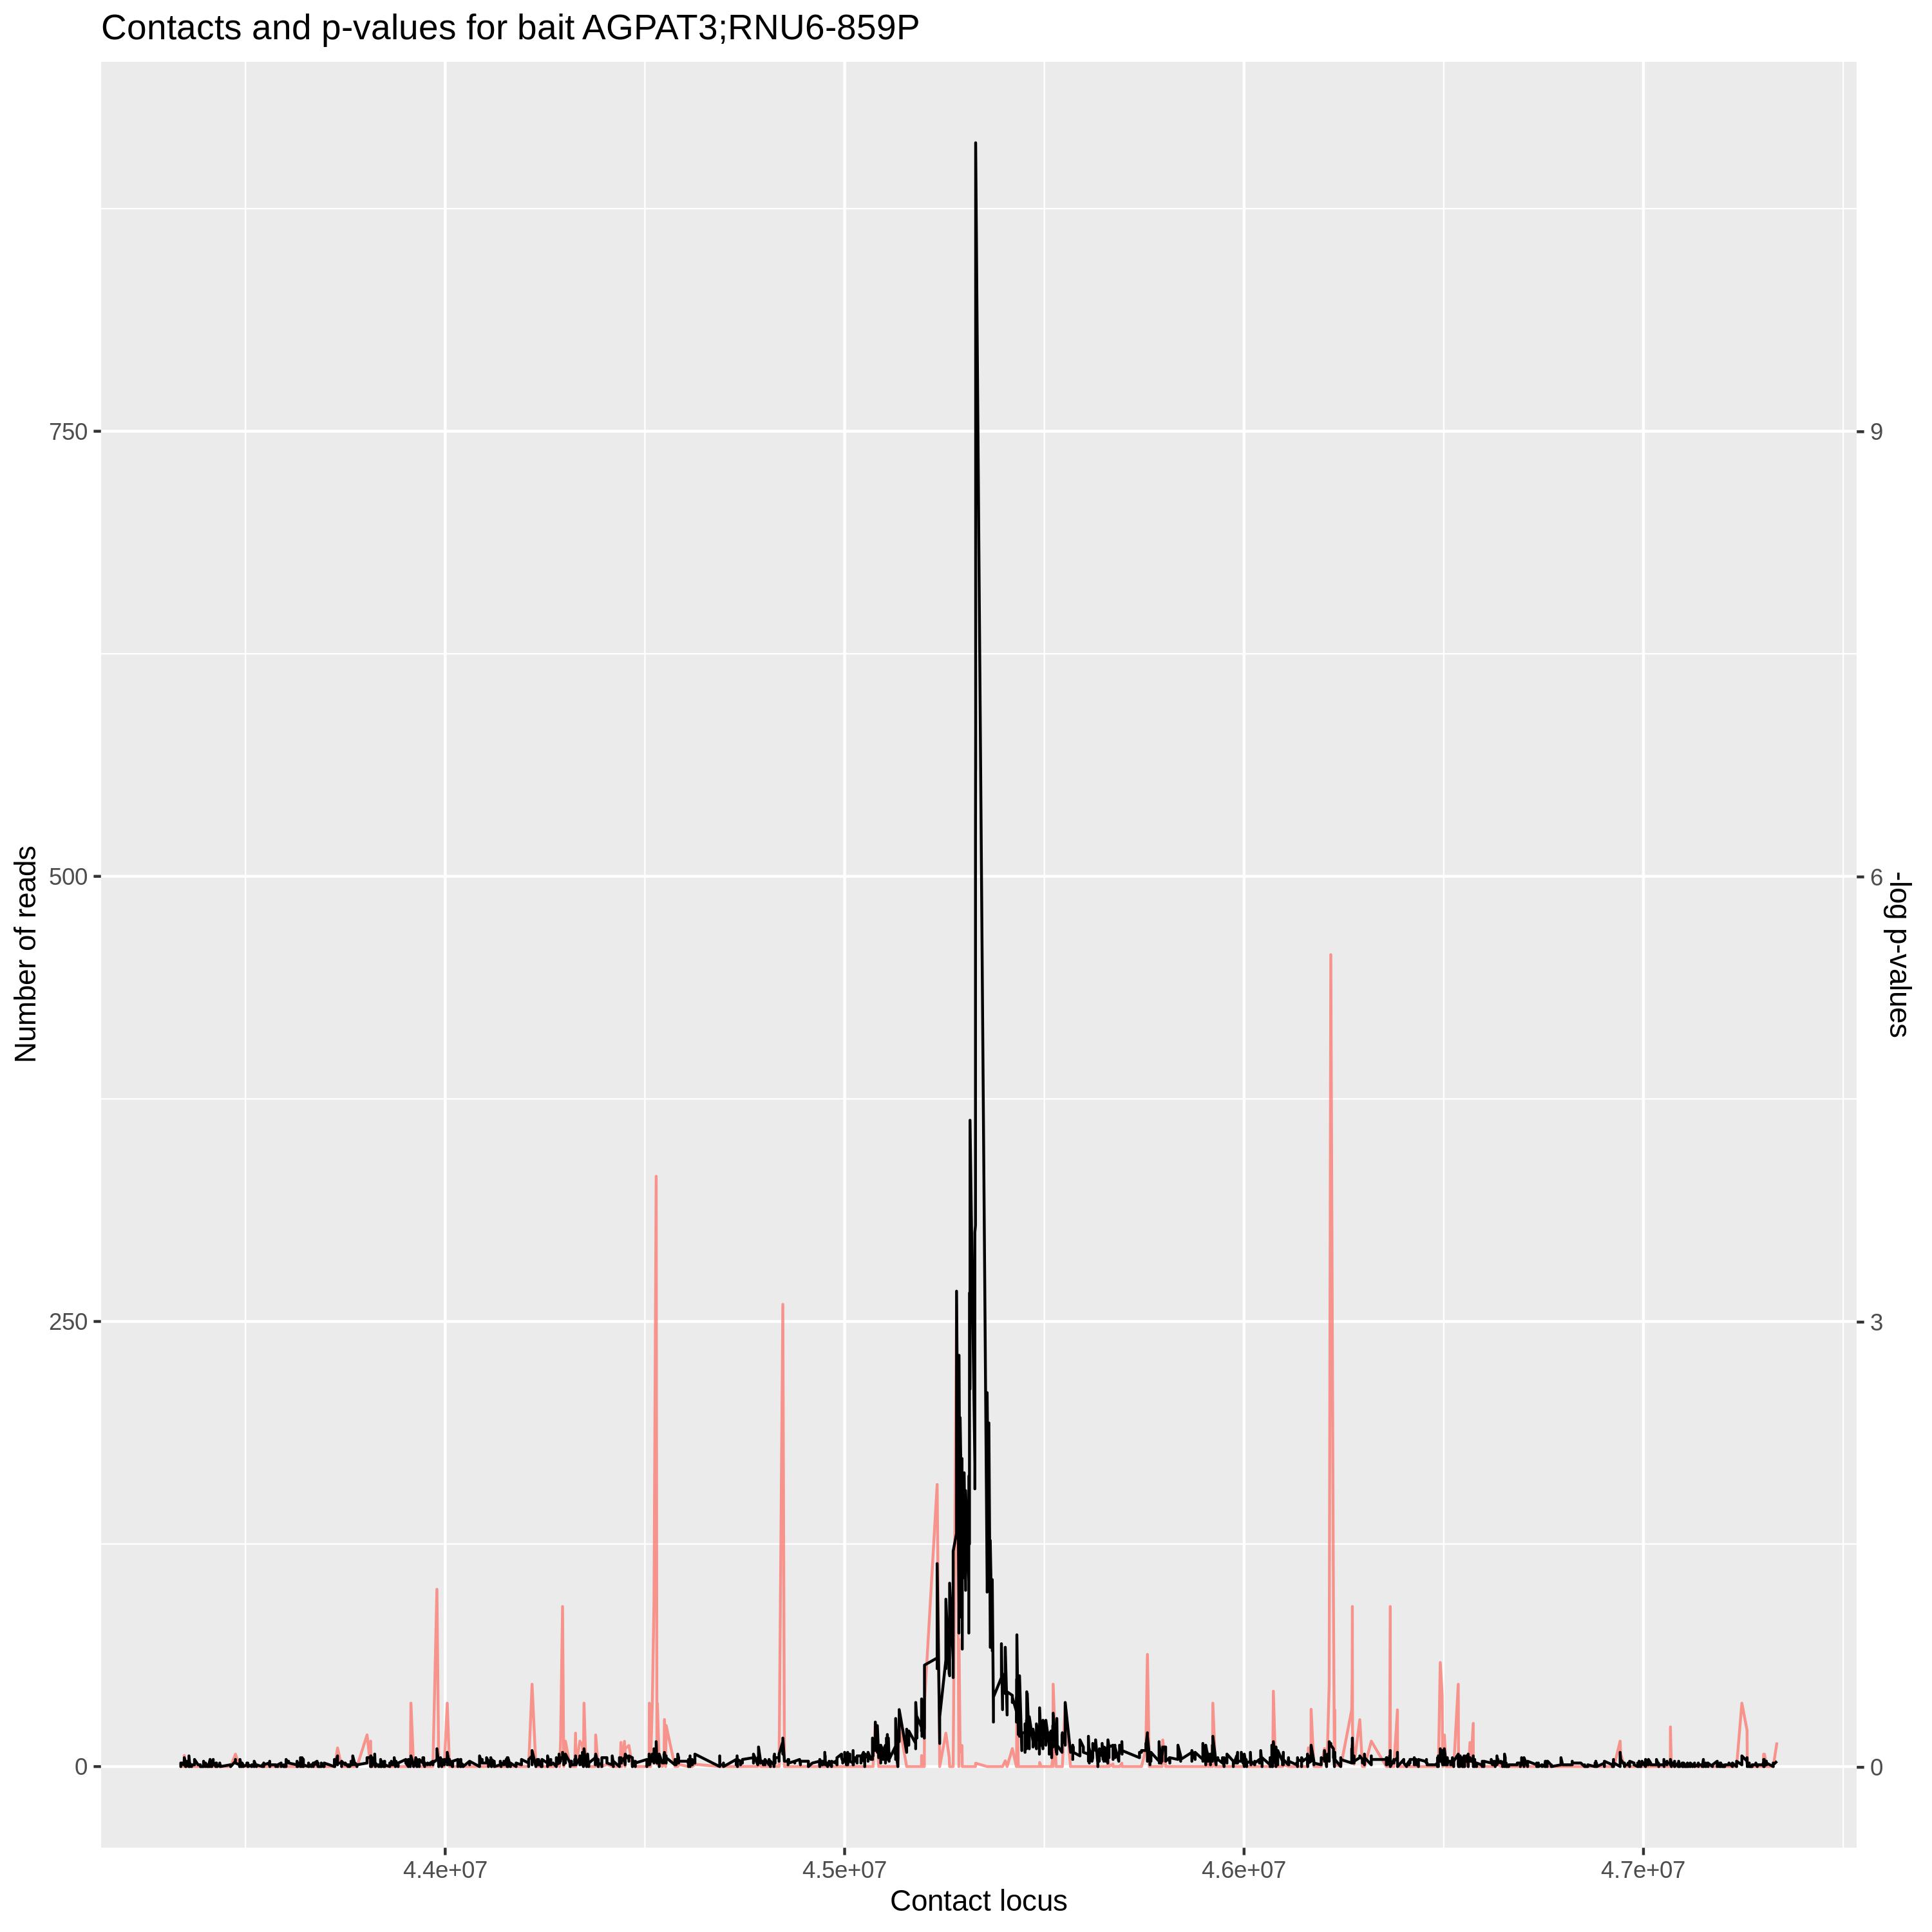 Contacts and p-values for bait AGPAT3;RNU6-859P
750
500
250
0
Number of reads
9
6
3
0
-log p-values
4.4e+07
4.5e+07
4.6e+07
4.7e+07
Contact locus